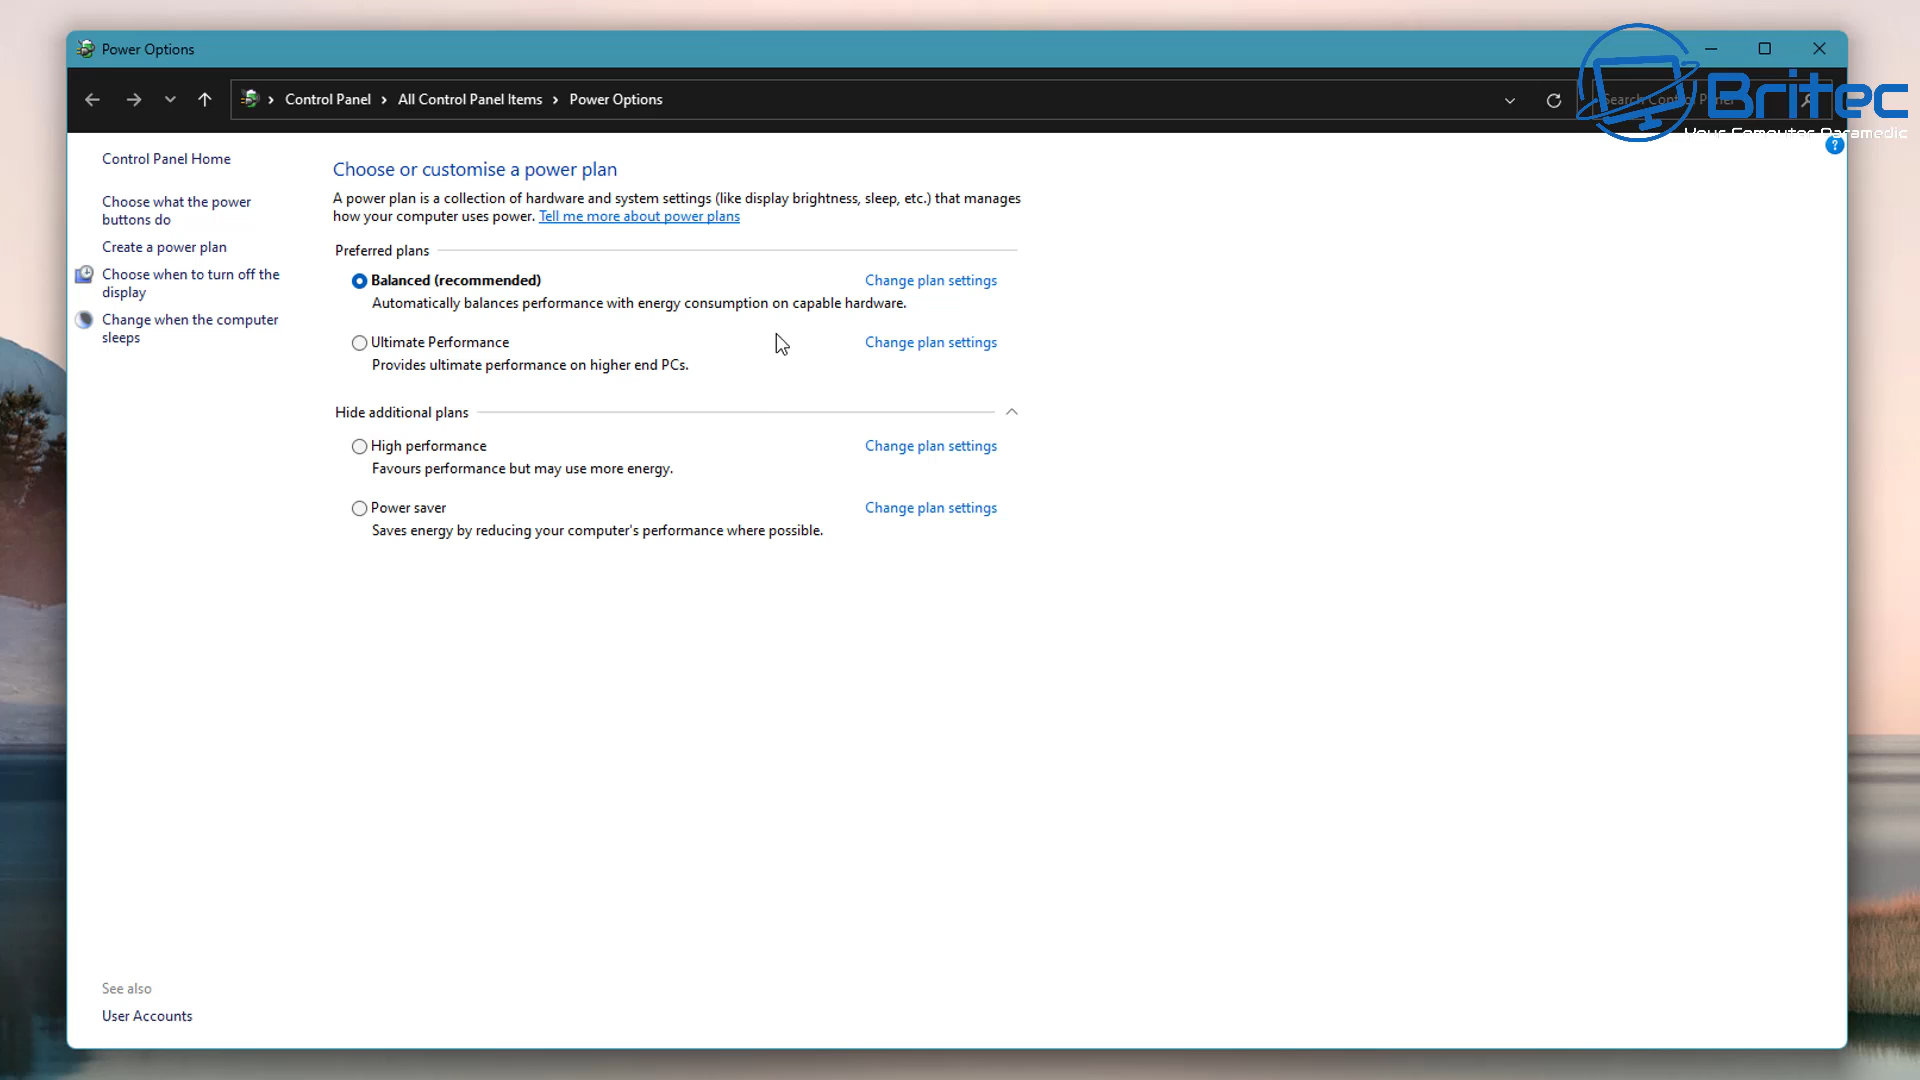 Power Options
Control Panel › All Control Panel Items › Power Options
Search Control Panel
Britec
Your Computer Paramedic
Control Panel Home
Choose what the power
buttons do
Create a power plan
Choose when to turn off the
display
Change when the computer
sleeps
Choose or customise a power plan
A power plan is a collection of hardware and system settings (like display brightness, sleep, etc.) that manages
how your computer uses power. Tell me more about power plans
Preferred plans
Balanced (recommended) Change plan settings
Automatically balances performance with energy consumption on capable hardware.
Ultimate Performance Change plan settings
Provides ultimate performance on higher end PCs.
Hide additional plans
High performance Change plan settings
Favours performance but may use more energy.
Power saver Change plan settings
Saves energy by reducing your computer's performance where possible.
See also
User Accounts